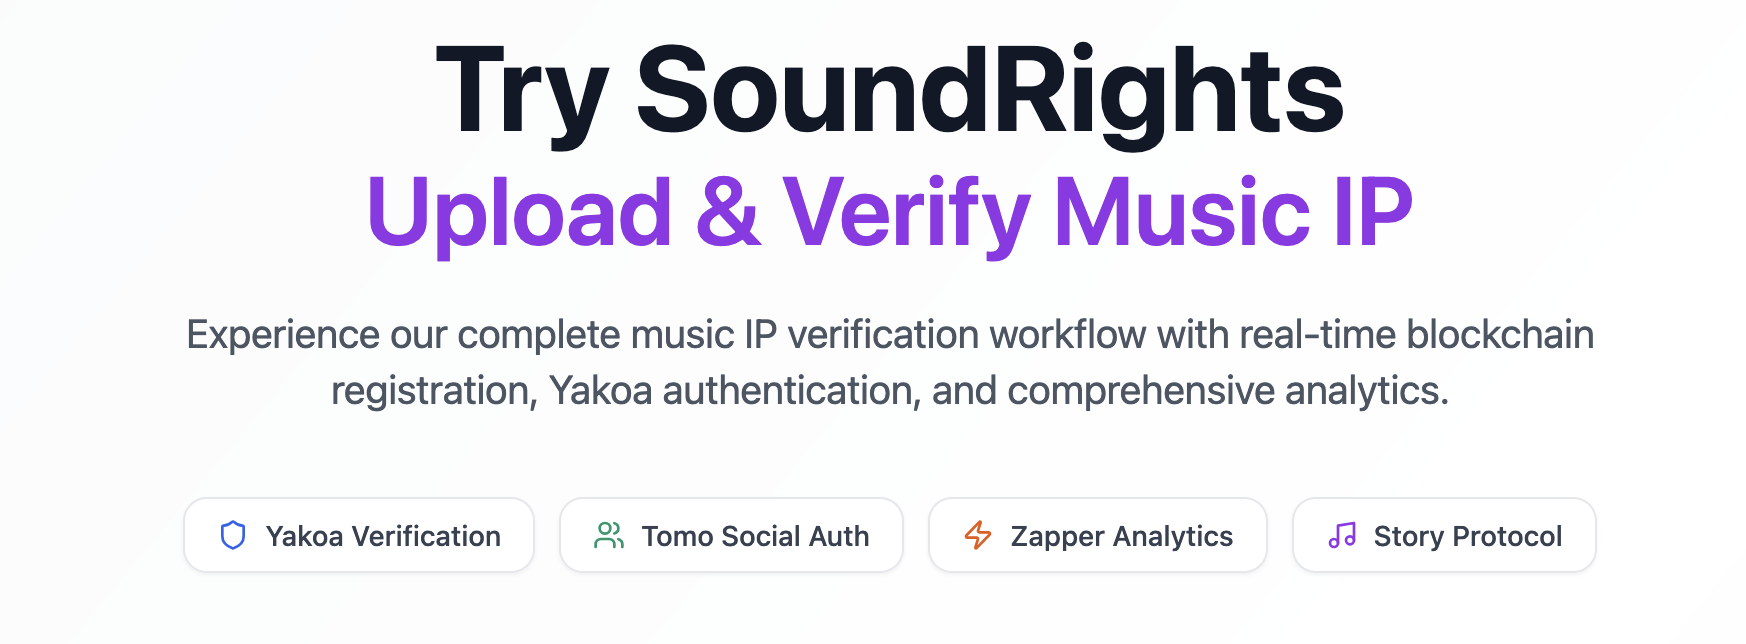 Try SoundRights
Upload & Verify Music IP
Experience our complete music IP verification workflow with real-time blockchain
registration, Yakoa authentication, and comprehensive analytics.
Yakoa Verification
Tomo Social Auth
Zapper Analytics
Story Protocol